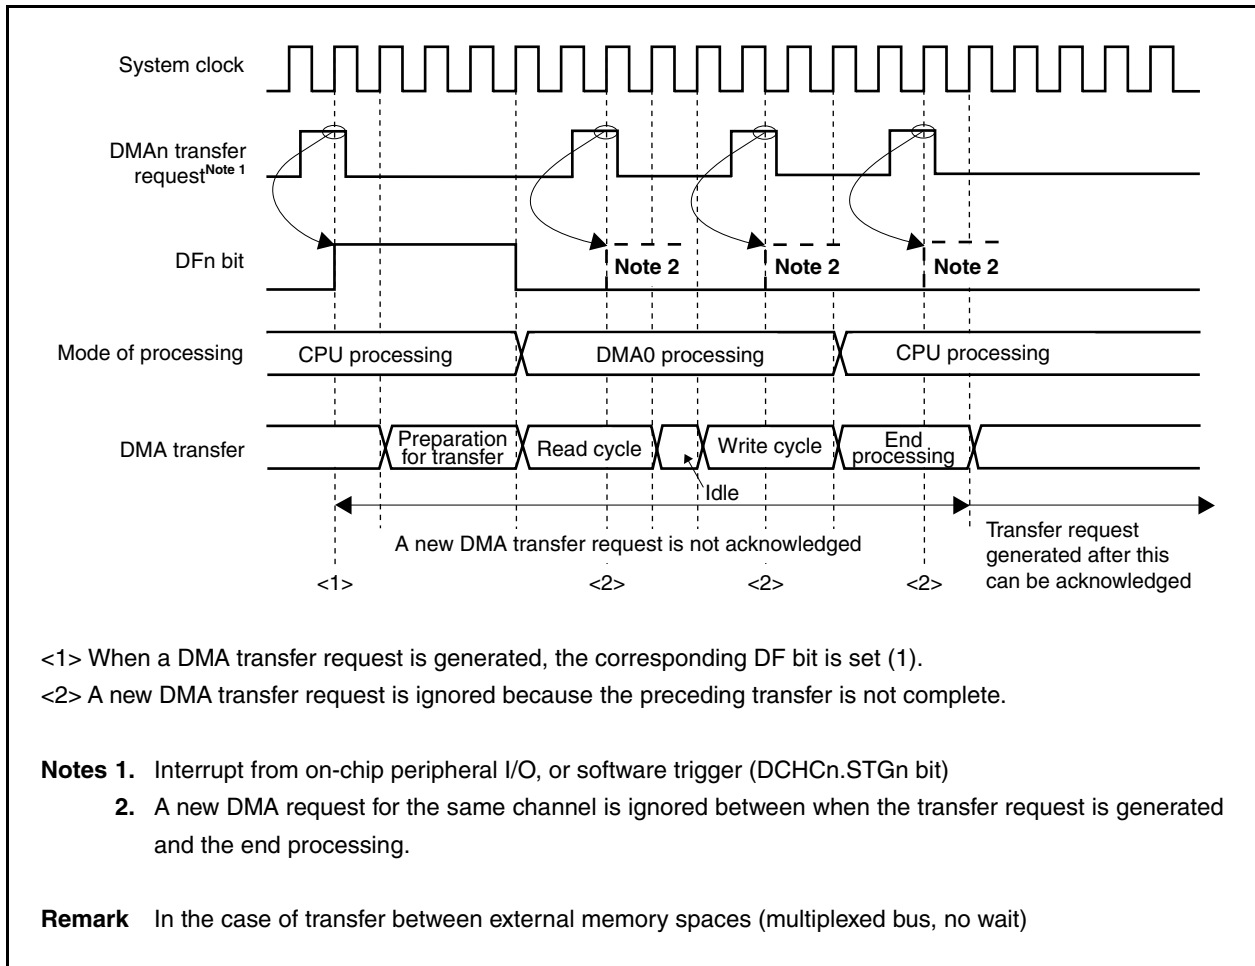 System clock
DMAn transfer
request Note 1
DFn bit
Note 2 Note 2 Note 2
Mode of processing
CPU processing DMA0 processing CPU processing
DMA transfer
Preparation
for transfer
Read cycle
Idle
Write cycle
End
processing
A new DMA transfer request is not acknowledged
Transfer request
generated after this
can be acknowledged
<1> <2> <2> <2>
<1> When a DMA transfer request is generated, the corresponding DF bit is set (1).
<2> A new DMA transfer request is ignored because the preceding transfer is not complete.
Notes 1. Interrupt from on-chip peripheral I/O, or software trigger (DCHCn.STGn bit)
2. A new DMA request for the same channel is ignored between when the transfer request is generated
and the end processing.
Remark In the case of transfer between external memory spaces (multiplexed bus, no wait)